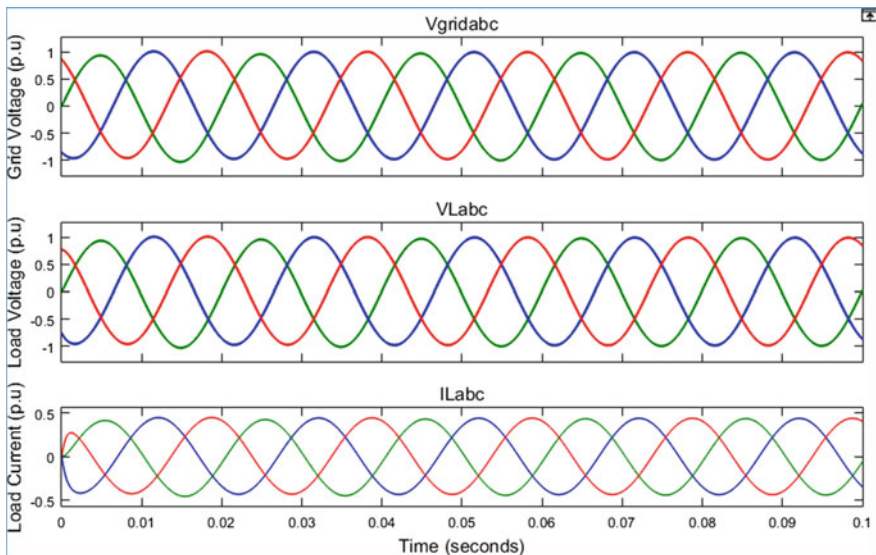 Vgridabc
Grid Voltage (p.u)
1
0.5
0
-0.5
-1
VLabc
Load Voltage (p.u)
1
0.5
0
-0.5
-1
ILabc
Load Current (p.u)
0.5
0
-0.5
0 0.01 0.02 0.03 0.04 0.05 0.06 0.07 0.08 0.09 0.1
Time (seconds)